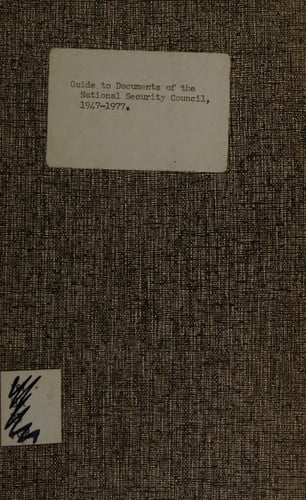 Guide to Documents of the
National Security Council,
1947-1977.